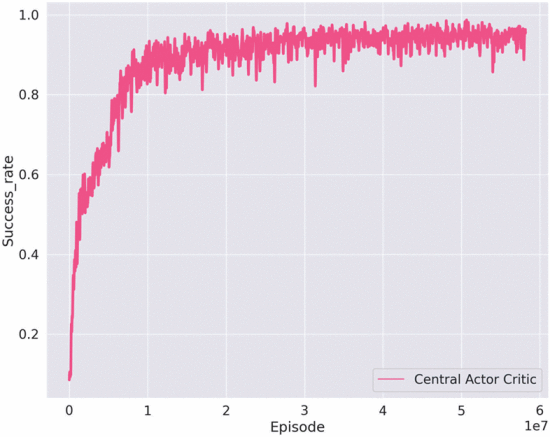 1.0
0.8
0.6
0.4
0.2
Success_rate
Central Actor Critic
0 1 2 3 4 5 6
1e7
Episode